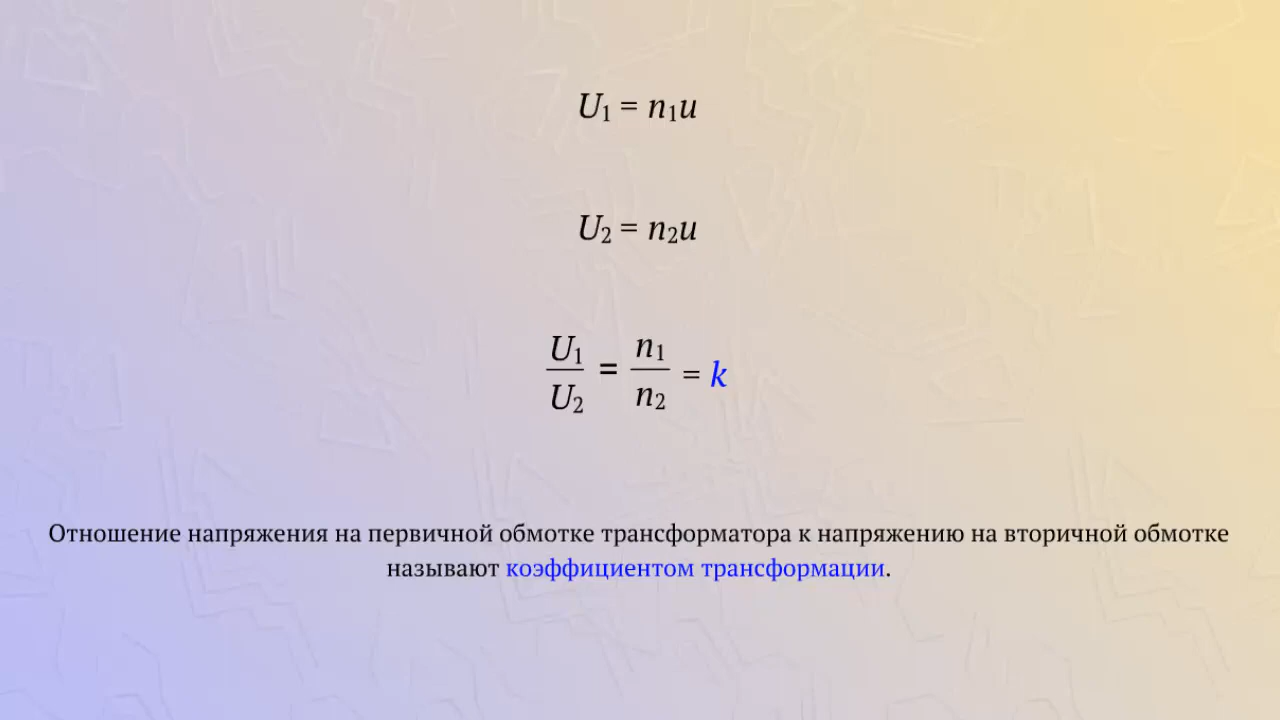 U₁ = n₁u
U₂ = n₂u
U₁/U₂ = n₁/n₂ = k
Отношение напряжения на первичной обмотке трансформатора к напряжению на вторичной обмотке
называют коэффициентом трансформации.